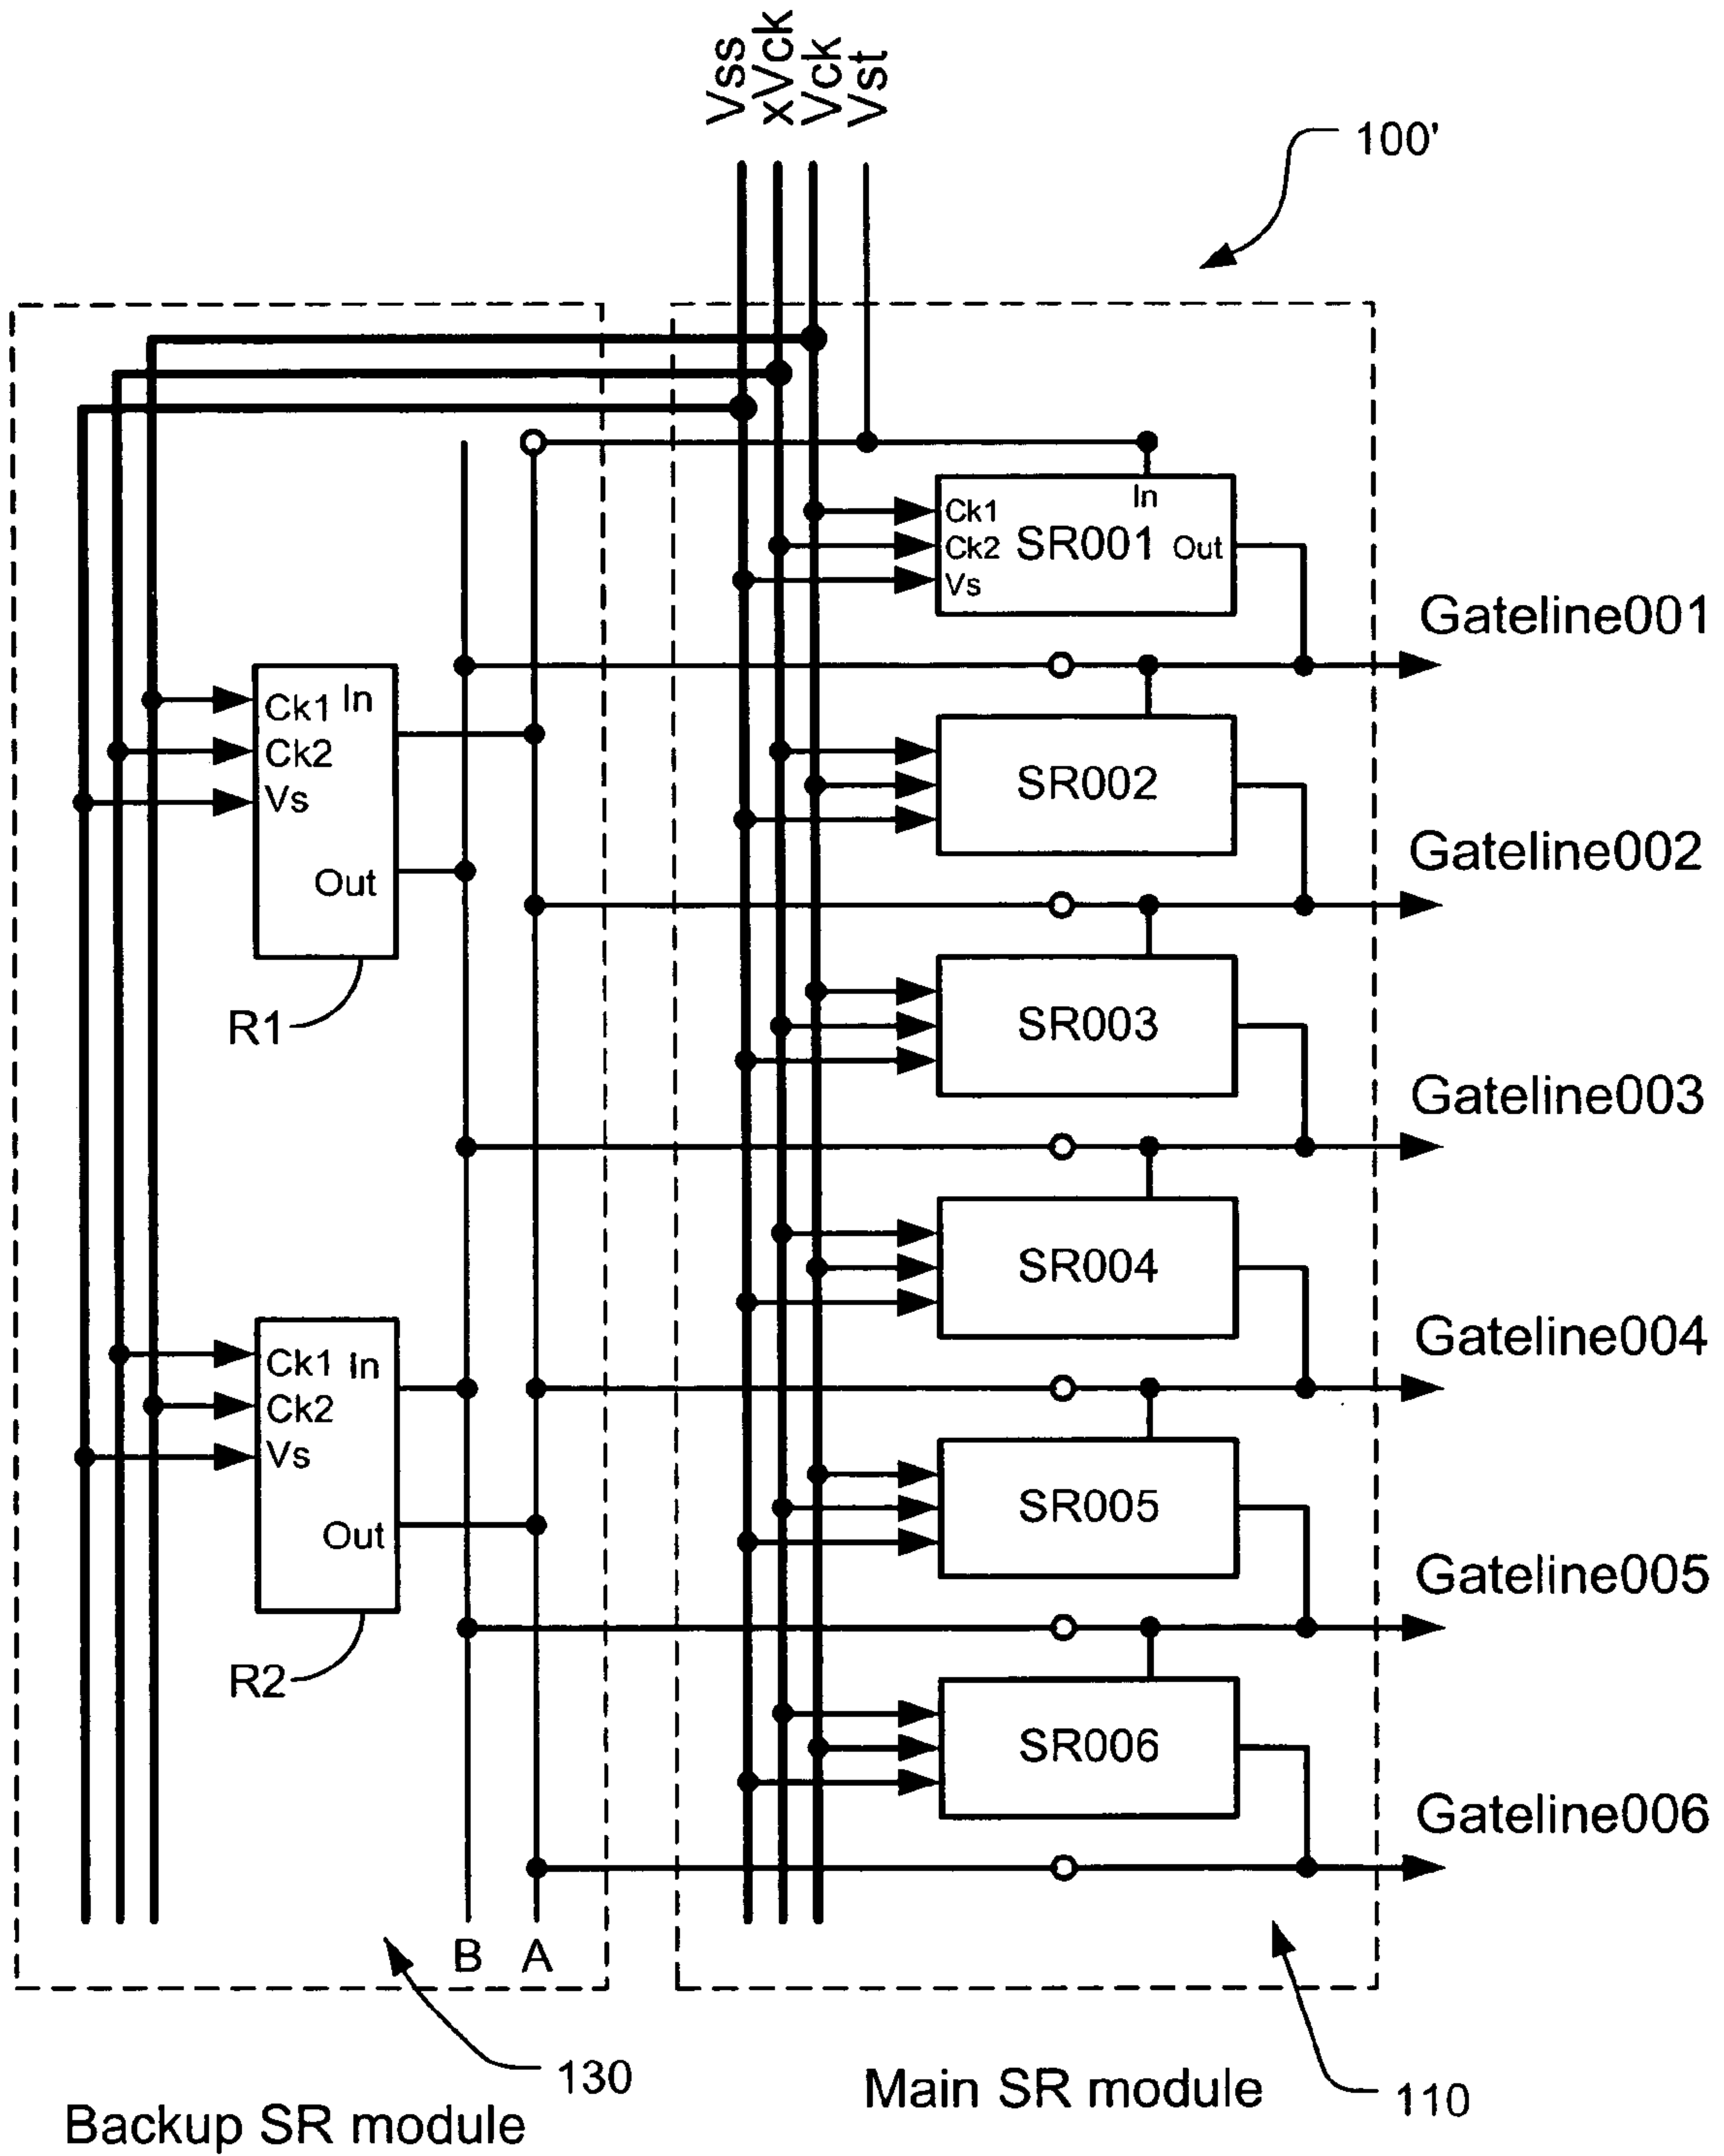 Vss
xVck
Vck
Vst
100'
In
Ck1
Ck2 SR001 Out
Vs
Gateline001
Ck1 In
Ck2
Vs
Out
R1
SR002
Gateline002
SR003
Gateline003
SR004
Gateline004
Ck1 In
Ck2
Vs
Out
R2
SR005
Gateline005
SR006
Gateline006
B A
130
110
Backup SR module
Main SR module